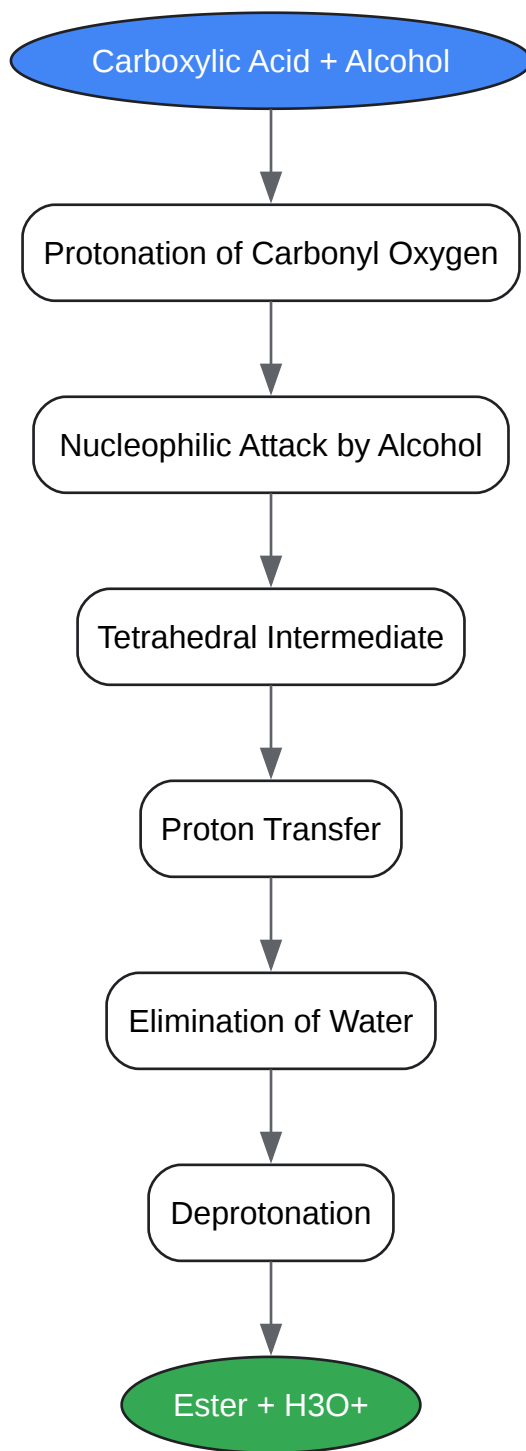 Carboxylic Acid + Alcohol
Protonation of Carbonyl Oxygen
Nucleophilic Attack by Alcohol
Tetrahedral Intermediate
Proton Transfer
Elimination of Water
Deprotonation
Ester + H3O+